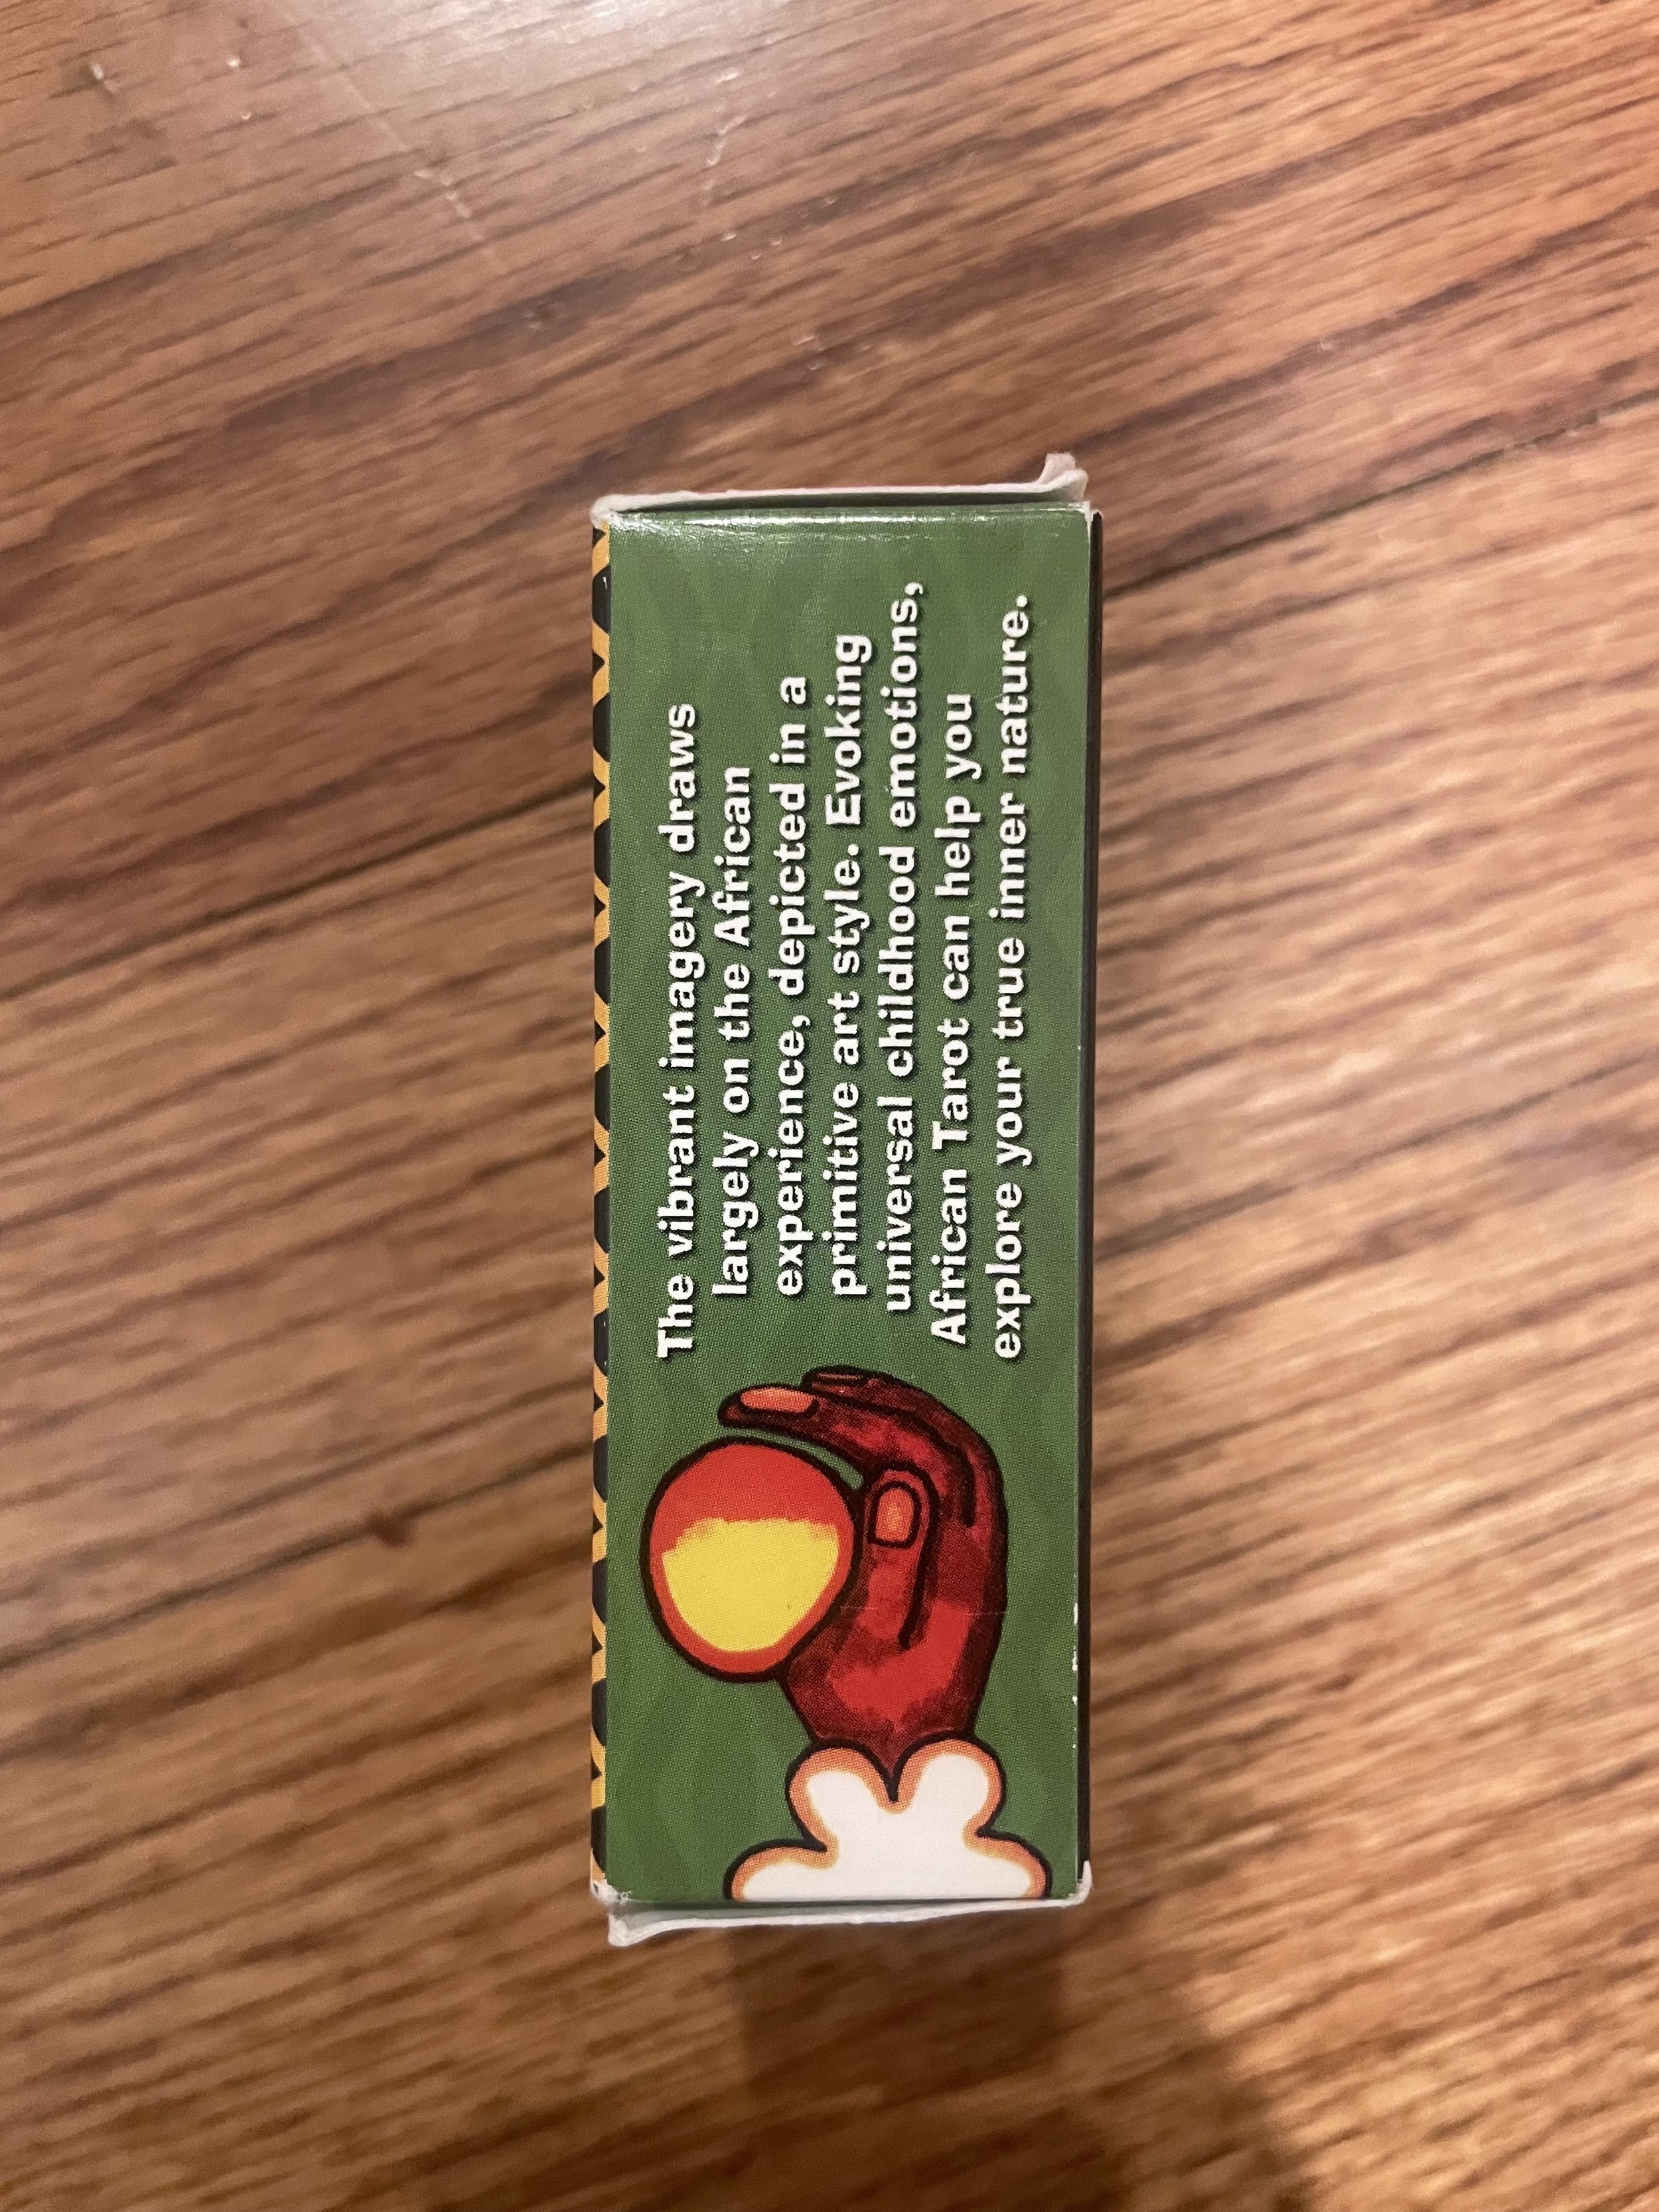 The vibrant imagery draws
largely on the African
experience, depicted in a
primitive art style. Evoking
universal childhood emotions,
African Tarot can help you
explore your true inner nature.